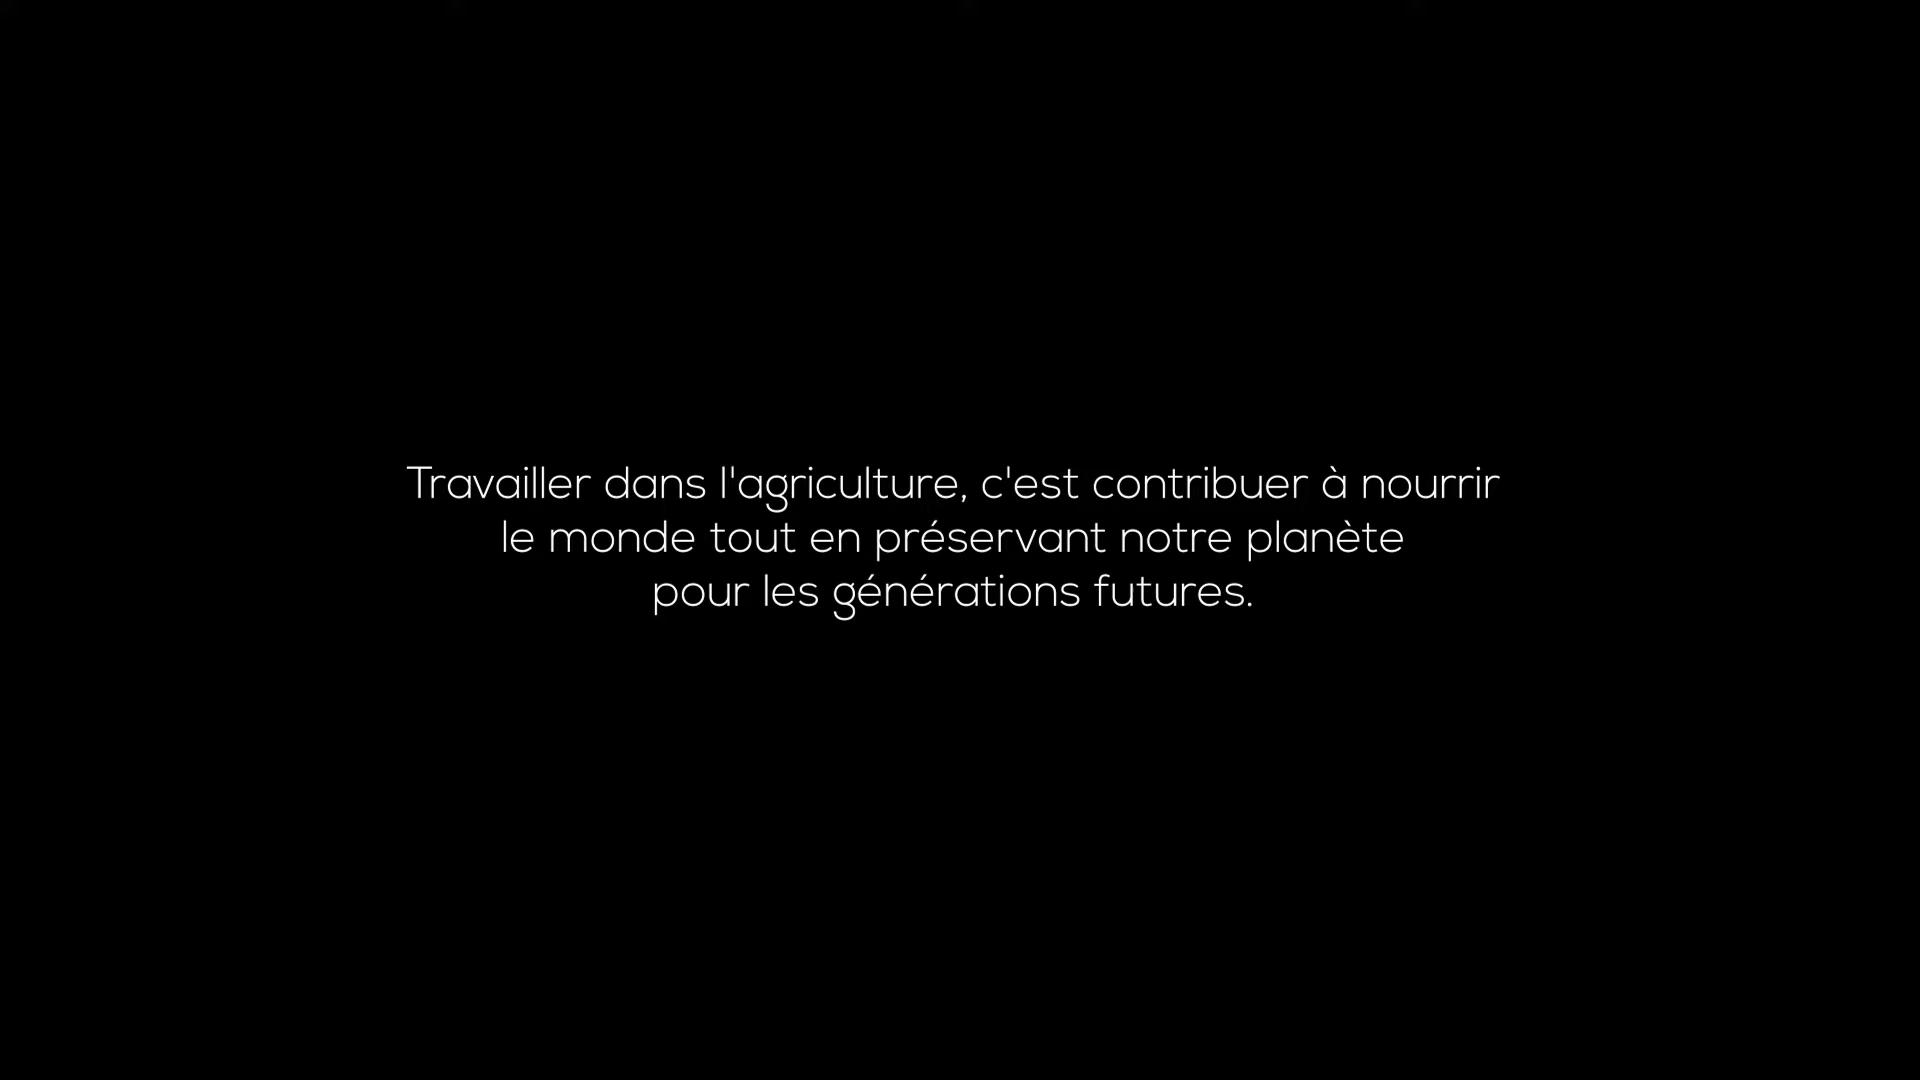 Travailler dans l'agriculture, c'est contribuer à nourrir
le monde tout en préservant notre planète
pour les générations futures.